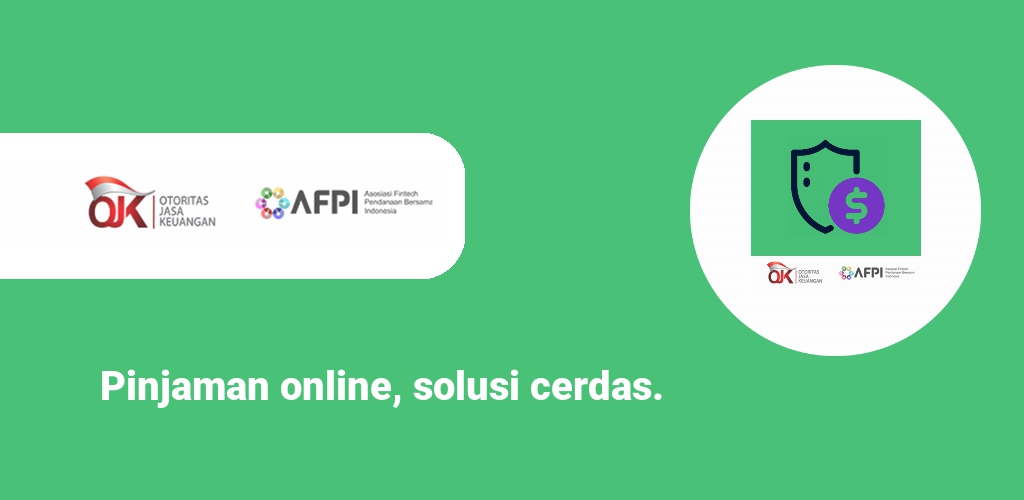 OJK OTORITAS
JASA
KEUANGAN
AFPI Asosiasi Fintech
Pendanaan Bersama
Indonesia
$
OJK OTORITAS
JASA
KEUANGAN
AFPI Asosiasi Fintech
Pendanaan Bersama
Indonesia
Pinjaman online, solusi cerdas.